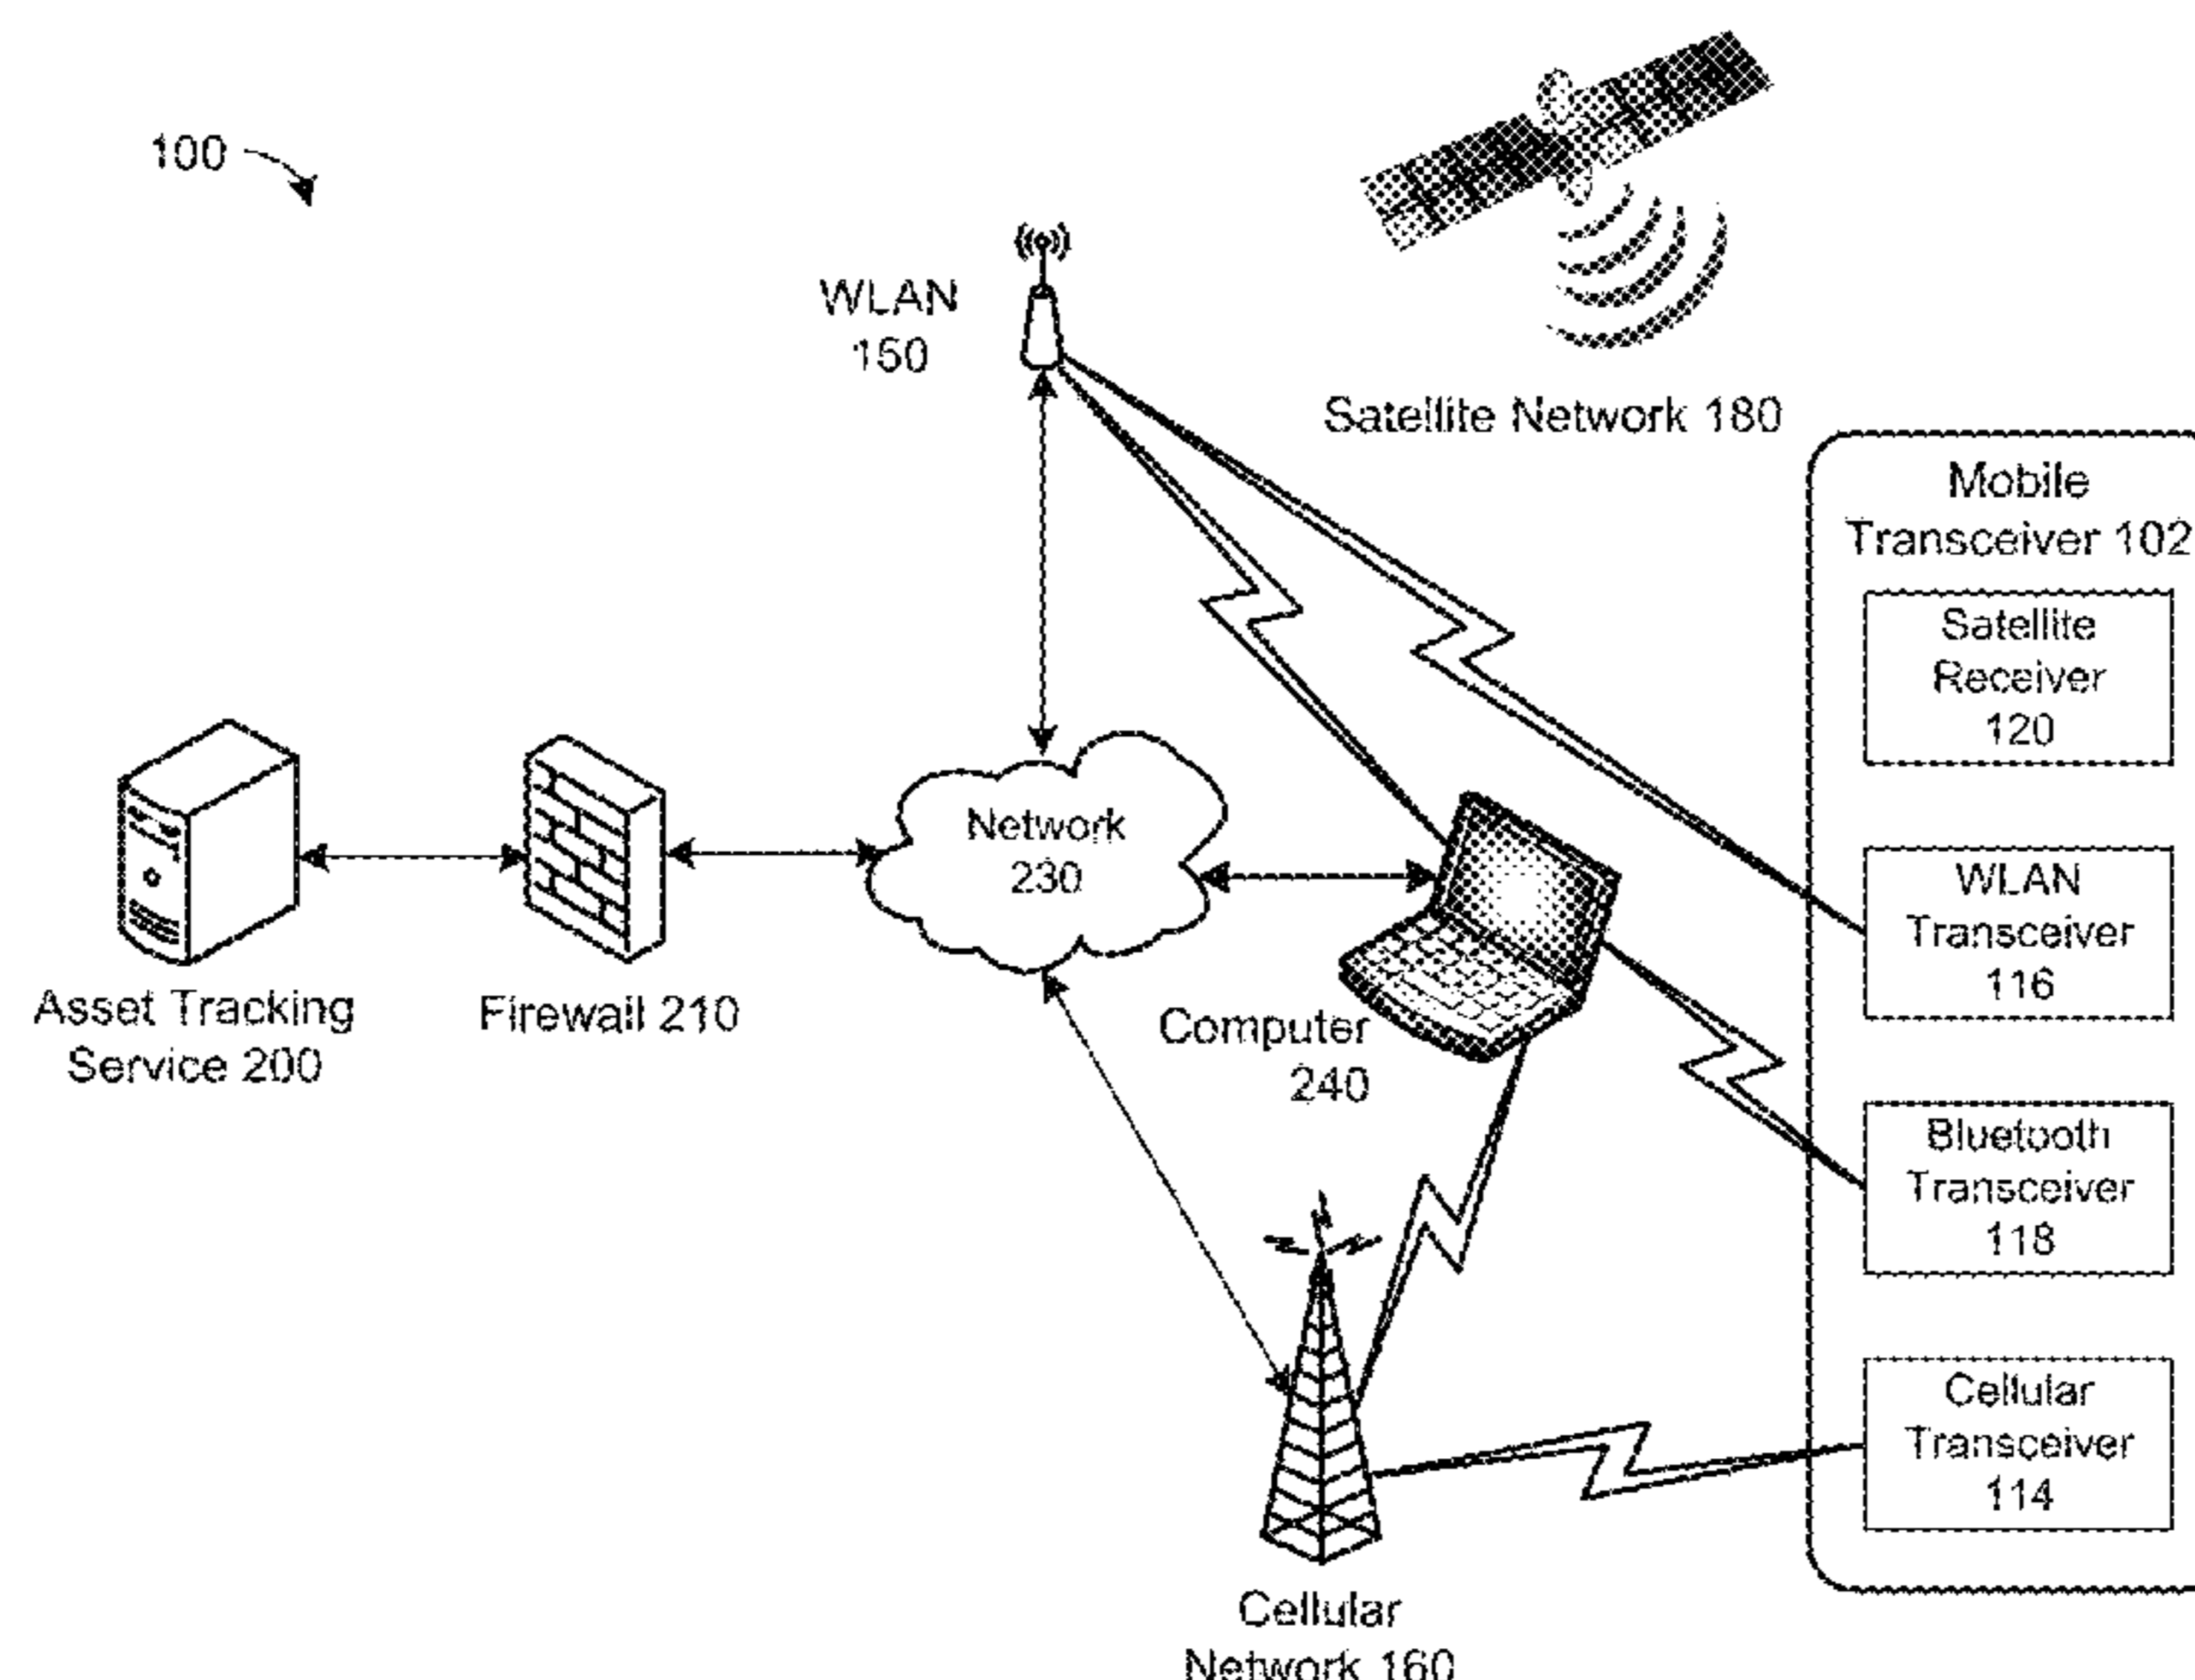 100
WLAN
150
Satellite Network 180
Mobile
Transceiver 102
Satellite
Receiver
120
WLAN
Transceiver
116
Bluetooth
Transceiver
118
Cellular
Transceiver
114
Network
230
Asset Tracking
Service 200
Firewall 210
Computer
240
Cellular
Network 160